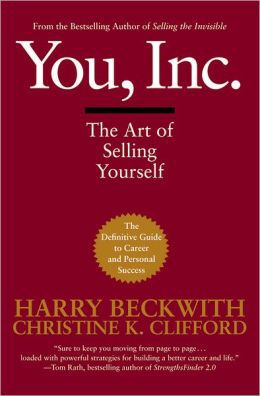 From the Bestselling Author of Selling the Invisible
You, Inc.
The Art of
Selling
Yourself
The
Definitive Guide
to Career
and Personal
Success
HARRY BECKWITH
CHRISTINE K. CLIFFORD
"Sure to keep you moving from page to page...
loaded with powerful strategies for building a better career and life."
—Tom Rath, bestselling author of StrengthsFinder 2.0